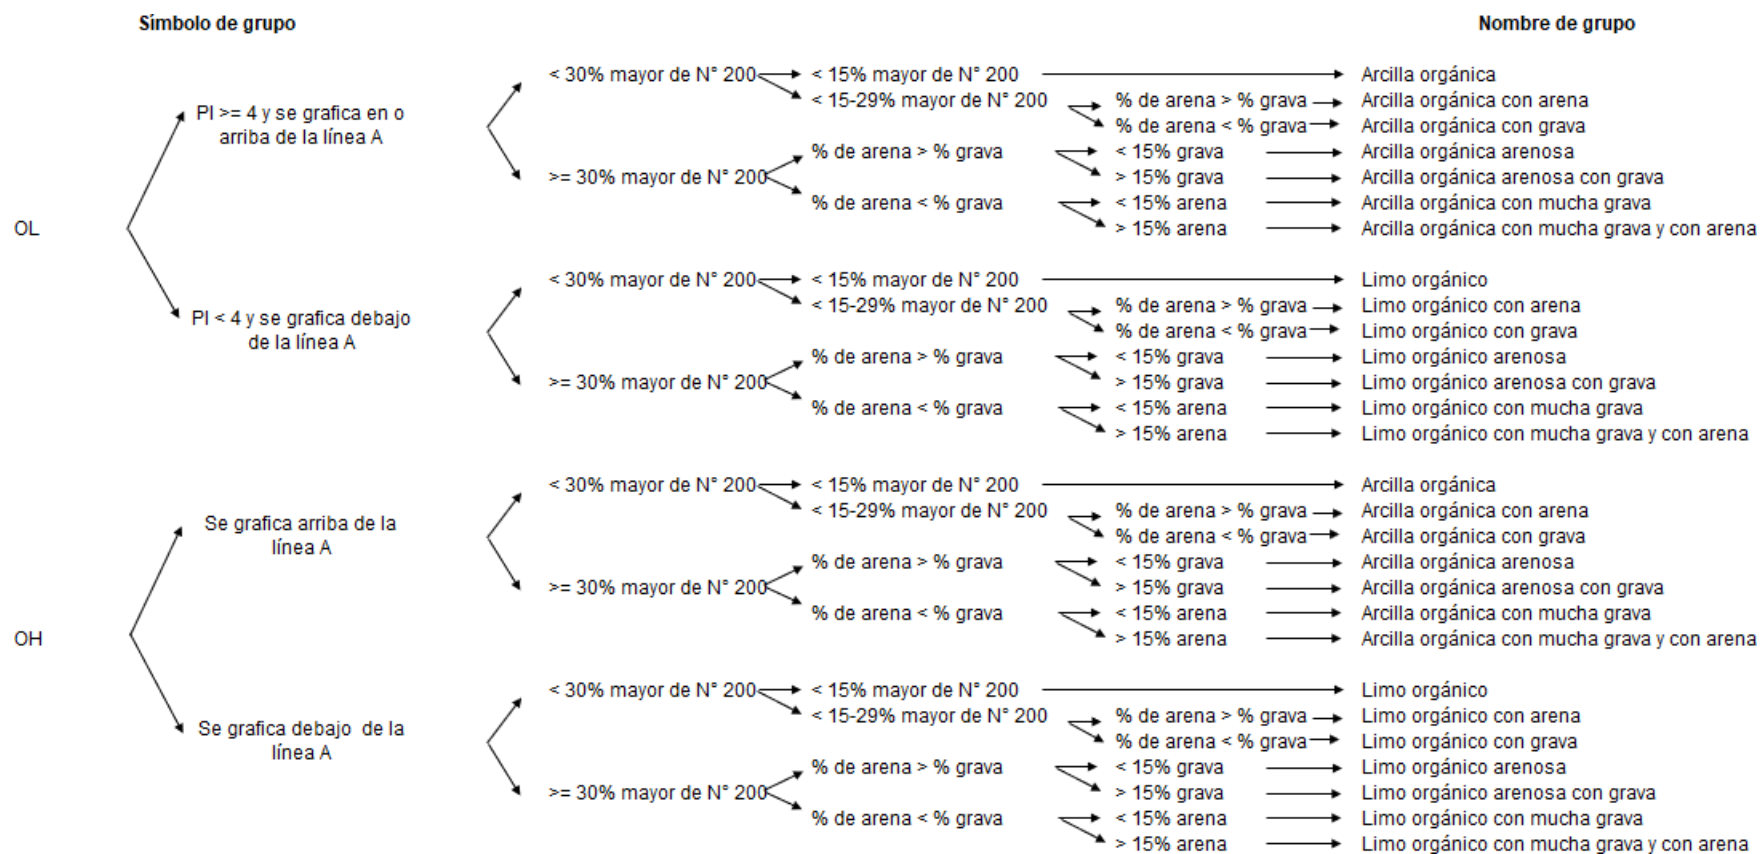 Símbolo de grupo Nombre de grupo
< 30% mayor de N° 200 < 15% mayor de N° 200 Arcilla orgánica
PI >= 4 y se grafica en o < 15-29% mayor de N° 200 % de arena > % grava Arcilla orgánica con arena
arriba de la línea A % de arena < % grava Arcilla orgánica con grava
% de arena > % grava < 15% grava Arcilla orgánica arenosa
>= 30% mayor de N° 200 > 15% grava Arcilla orgánica arenosa con grava
% de arena < % grava < 15% arena Arcilla orgánica con mucha grava
OL > 15% arena Arcilla orgánica con mucha grava y con arena
< 30% mayor de N° 200 < 15% mayor de N° 200 Limo orgánico
PI < 4 y se grafica debajo < 15-29% mayor de N° 200 % de arena > % grava Limo orgánico con arena
de la línea A % de arena < % grava Limo orgánico con grava
% de arena > % grava < 15% grava Limo orgánico arenosa
>= 30% mayor de N° 200 > 15% grava Limo orgánico arenosa con grava
% de arena < % grava < 15% arena Limo orgánico con mucha grava
> 15% arena Limo orgánico con mucha grava y con arena
< 30% mayor de N° 200 < 15% mayor de N° 200 Arcilla orgánica
Se grafica arriba de la < 15-29% mayor de N° 200 % de arena > % grava Arcilla orgánica con arena
línea A % de arena < % grava Arcilla orgánica con grava
% de arena > % grava < 15% grava Arcilla orgánica arenosa
>= 30% mayor de N° 200 > 15% grava Arcilla orgánica arenosa con grava
% de arena < % grava < 15% arena Arcilla orgánica con mucha grava
OH > 15% arena Arcilla orgánica con mucha grava y con arena
< 30% mayor de N° 200 < 15% mayor de N° 200 Limo orgánico
Se grafica debajo de la < 15-29% mayor de N° 200 % de arena > % grava Limo orgánico con arena
línea A % de arena < % grava Limo orgánico con grava
% de arena > % grava < 15% grava Limo orgánico arenosa
>= 30% mayor de N° 200 > 15% grava Limo orgánico arenosa con grava
% de arena < % grava < 15% arena Limo orgánico con mucha grava
> 15% arena Limo orgánico con mucha grava y con arena